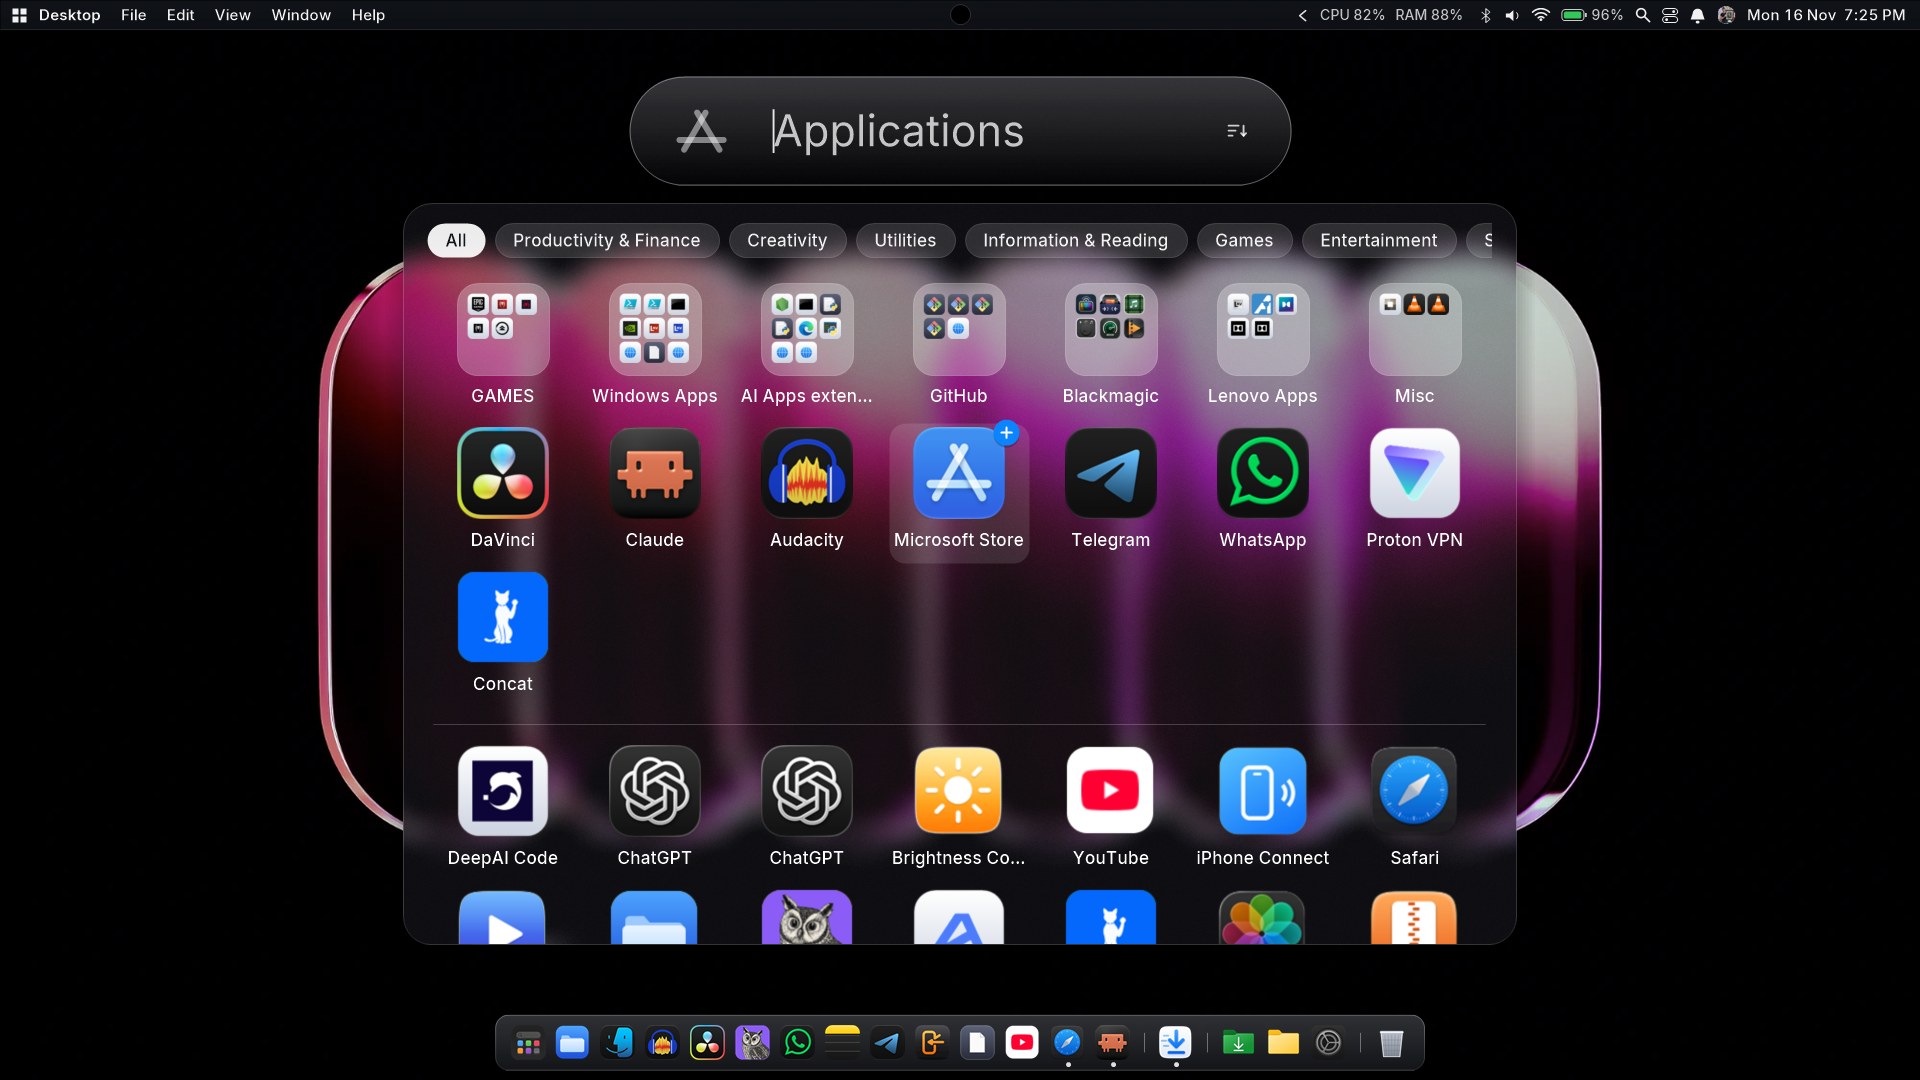 Desktop File Edit View Window Help
CPU 82% RAM 88% 96% Mon 16 Nov 7:25 PM
Applications
All Productivity & Finance Creativity Utilities Information & Reading Games Entertainment S
GAMES Windows Apps AI Apps exten... GitHub Blackmagic Lenovo Apps Misc
DaVinci Claude Audacity Microsoft Store Telegram WhatsApp Proton VPN
Concat
DeepAI Code ChatGPT ChatGPT Brightness Co... YouTube iPhone Connect Safari